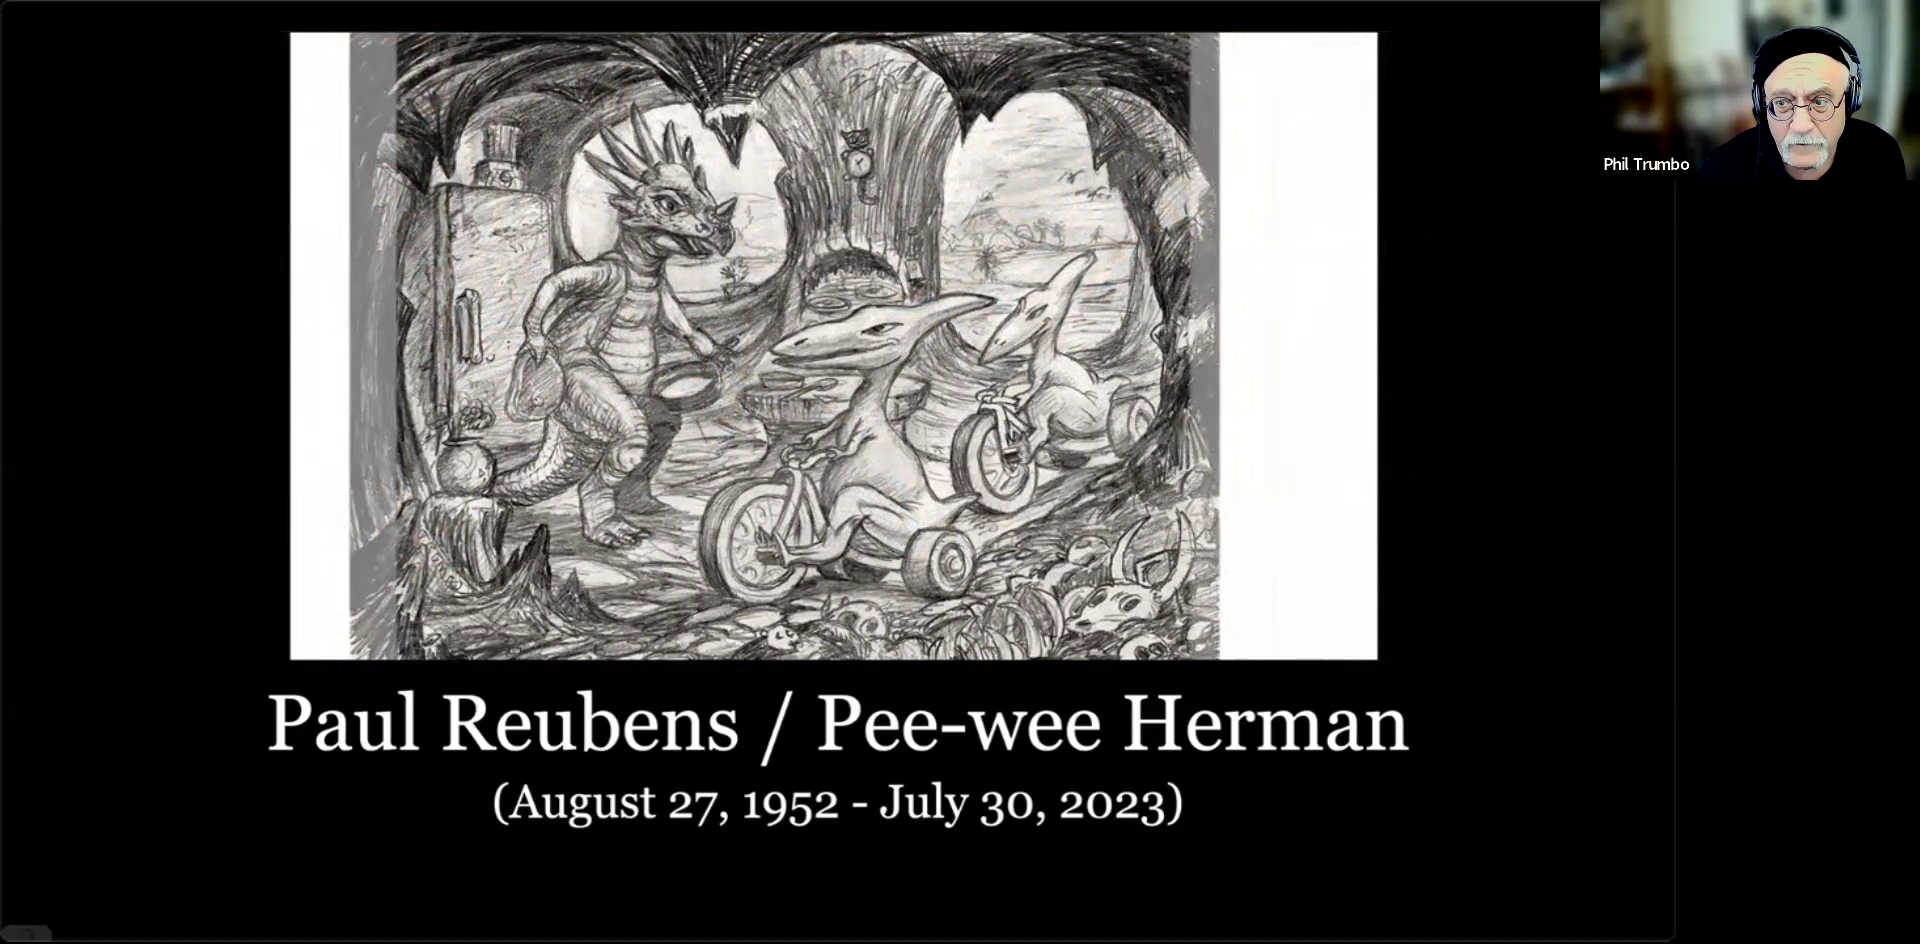 Phil Trumbo
Paul Reubens / Pee-wee Herman
(August 27, 1952 - July 30, 2023)